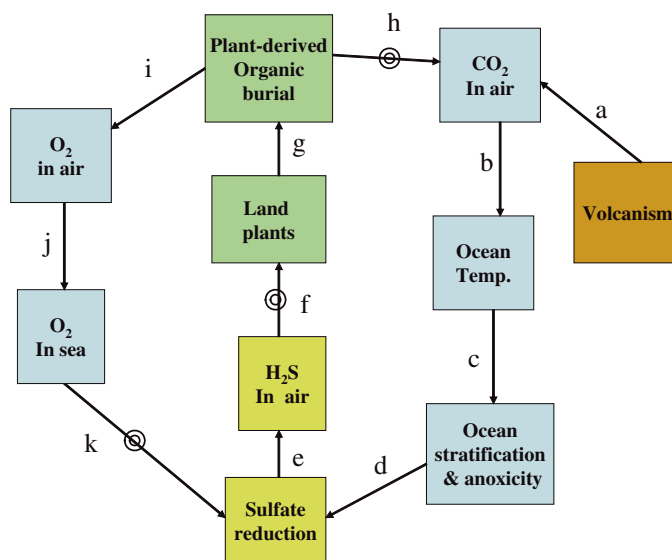 h
Plant-derived
Organic
burial
CO₂
In air
i
a
O₂
in air
g
b
Land
plants
Volcanism
j
Ocean
Temp.
O₂
In sea
f
c
H₂S
In air
k
e
d
Ocean
stratification
& anoxicity
Sulfate
reduction